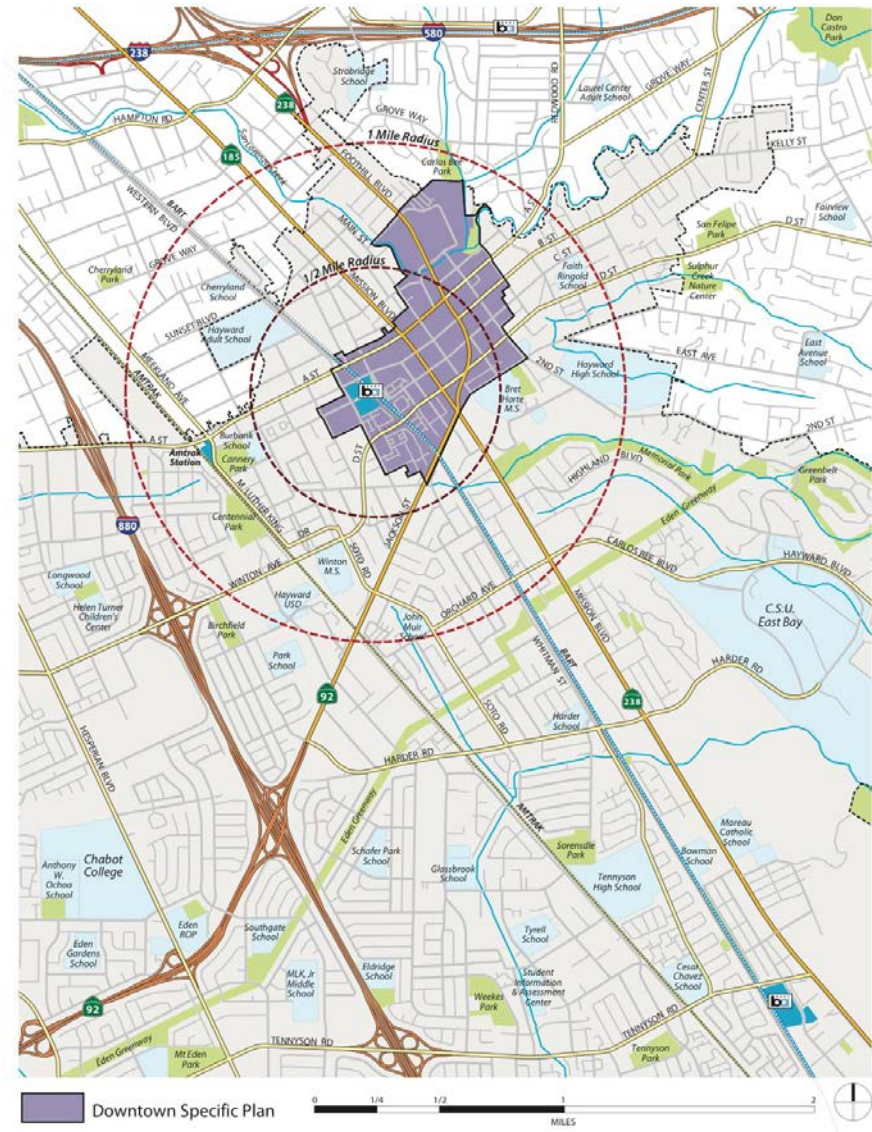 580
238
Don
Castro
Park
Strobridge
School
238
HAMPTON RD
GROVE WAY
REDWOOD RD
Laurel Center
Adult School
GROVE WAY
CENTER ST
San Lorenzo Creek
1 Mile Radius
185
FOOTHILL BLVD
Carlos Bee
Park
KELLY ST
WESTERN BLVD
BART
MAIN ST
A ST
B ST
C ST
D ST
D ST
Fairview
School
San Felipe
Park
GROVE WAY
1/2 Mile Radius
MISSION BLVD
Faith
Ringold
School
Sulphur
Creek
Nature
Center
Cherryland
Park
Cherryland
School
SUNSET BLVD
Hayward
Adult School
EAST AVE
East
Avenue
School
2ND ST
Hayward
High School
MEEKLAND AVE
AMTRAK
A ST
Bret
Harte
M.S.
2ND ST
A ST
Burbank
School
Amtrak
Station
Cannery
Park
D ST
HIGHLAND BLVD
Memorial Park
Greenbelt
Park
Eden Greenway
M. LUTHER KING DR
880
Centennial
Park
JACKSON ST
WINTON AVE
SOTO RD
CARLOS BEE BLVD
HAYWARD BLVD
Longwood
School
Winton
M.S.
Helen Turner
Children's
Center
Hayward
USD
ORCHARD AVE
MISSION BLVD
C.S.U.
East Bay
Birchfield
Park
John
Muir
School
BART
WHITMAN ST
Park
School
HARDER RD
92
238
SOTO RD
Harder
School
HESPERIAN BLVD
HARDER RD
Eden Greenway
AMTRAK
Moreau
Catholic
School
Chabot
College
Anthony
W.
Ochoa
School
Schafer Park
School
Glassbrook
School
Sorensdle
Park
Bowman
School
Tennyson
High School
Eden
ROP
Southgate
School
Eden
Gardens
School
Tyrell
School
MLK, Jr
Middle
School
Eldridge
School
Student
Information
& Assessment
Center
Cesar
Chavez
School
92
Weekes
Park
TENNYSON RD
Eden Greenway
Mt Eden
Park
TENNYSON RD
Tennyson
Park
Downtown Specific Plan
0 1/4 1/2 1 2
MILES